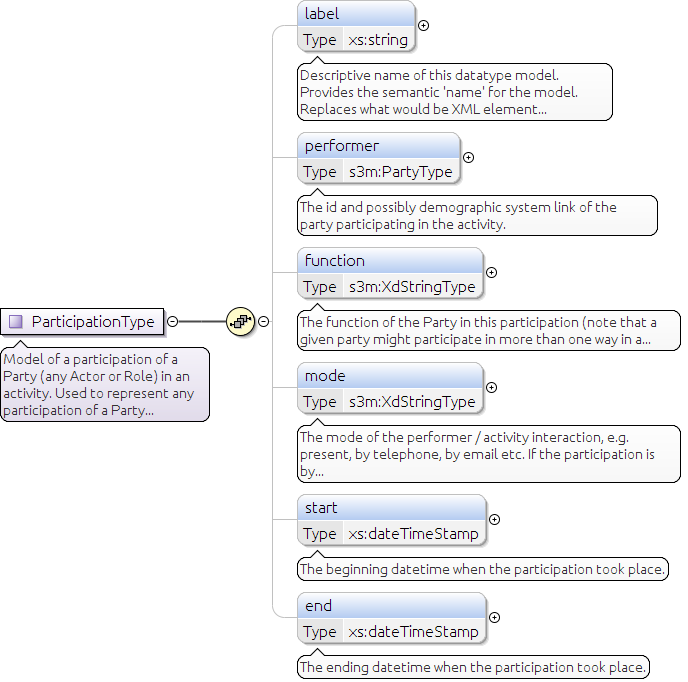 label
Type xs:string
Descriptive name of this datatype model.
Provides the semantic 'name' for the model.
Replaces what would be XML element...
performer
Type s3m:PartyType
The id and possibly demographic system link of the
party participating in the activity.
function
Type s3m:XdStringType
The function of the Party in this participation (note that a
given party might participate in more than one way in a...
ParticipationType
Model of a participation of a
Party (any Actor or Role) in an
activity. Used to represent any
participation of a Party...
mode
Type s3m:XdStringType
The mode of the performer / activity interaction, e.g.
present, by telephone, by email etc. If the participation is
by...
start
Type xs:dateTimeStamp
The beginning datetime when the participation took place.
end
Type xs:dateTimeStamp
The ending datetime when the participation took place.